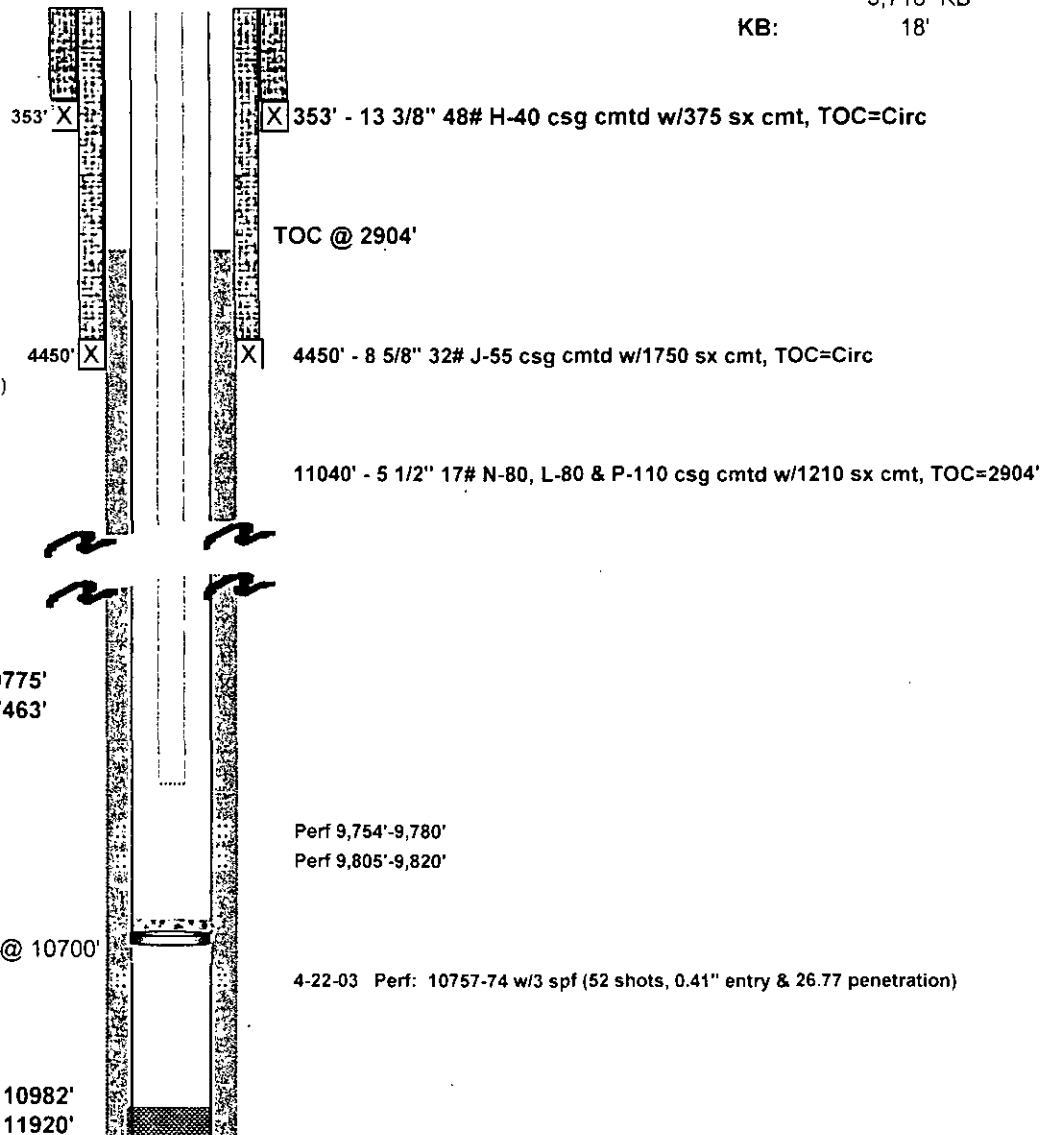 3,718' KB
KB: 18'
353' X
X 353' - 13 3/8" 48# H-40 csg cmtd w/375 sx cmt, TOC=Circ
TOC @ 2904'
4450' X
X 4450' - 8 5/8" 32# J-55 csg cmtd w/1750 sx cmt, TOC=Circ
)
11040' - 5 1/2" 17# N-80, L-80 & P-110 csg cmtd w/1210 sx cmt, TOC=2904'
775'
463'
Perf 9,754'-9,780'
Perf 9,805'-9,820'
@ 10700'
4-22-03 Perf: 10757-74 w/3 spf (52 shots, 0.41" entry & 26.77 penetration)
10982'
11920'